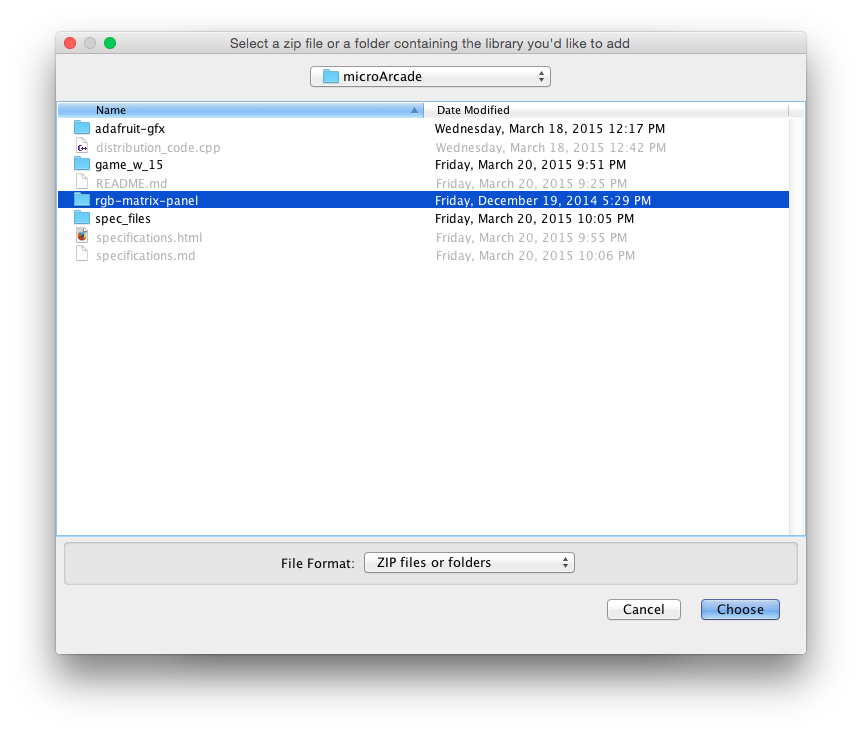 Select a zip file or a folder containing the library you'd like to add
microArcade
Name Date Modified
adafruit-gfx Wednesday, March 18, 2015 12:17 PM
distribution_code.cpp Wednesday, March 18, 2015 12:42 PM
game_w_15 Friday, March 20, 2015 9:51 PM
README.md Friday, March 20, 2015 9:25 PM
rgb-matrix-panel Friday, December 19, 2014 5:29 PM
spec_files Friday, March 20, 2015 10:05 PM
specifications.html Friday, March 20, 2015 9:55 PM
specifications.md Friday, March 20, 2015 10:06 PM
File Format: ZIP files or folders
Cancel Choose